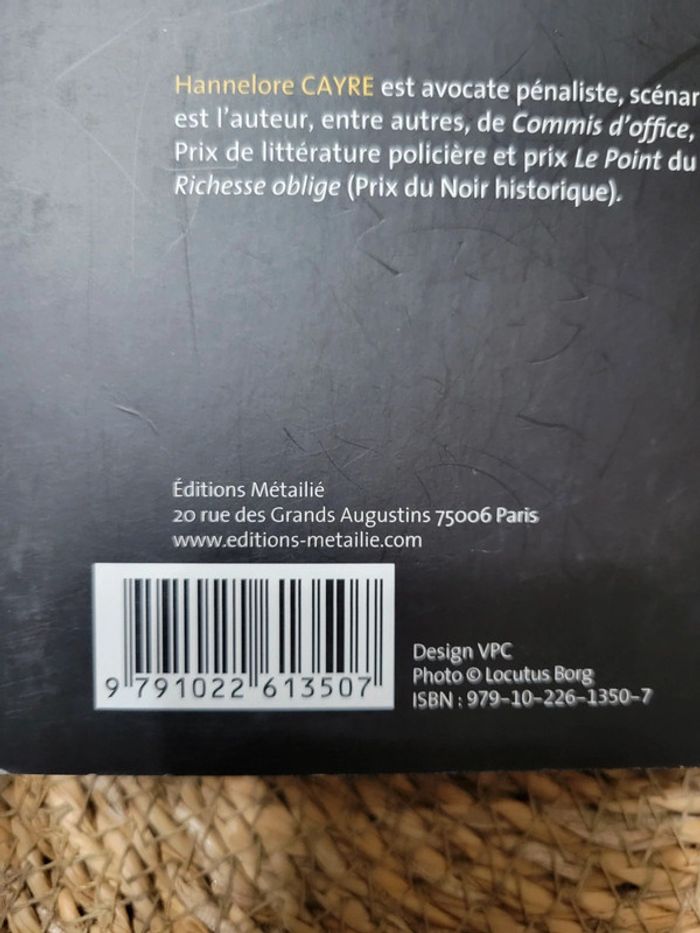 Hannelore CAYRE est avocate pénaliste, scénar
est l'auteur, entre autres, de Commis d'office,
Prix de littérature policière et prix Le Point du
Richesse oblige (Prix du Noir historique).
Éditions Métailié
20 rue des Grands Augustins 75006 Paris
www.editions-metailie.com
9 791022 613507
Design VPC
Photo © Locutus Borg
ISBN : 979-10-226-1350-7